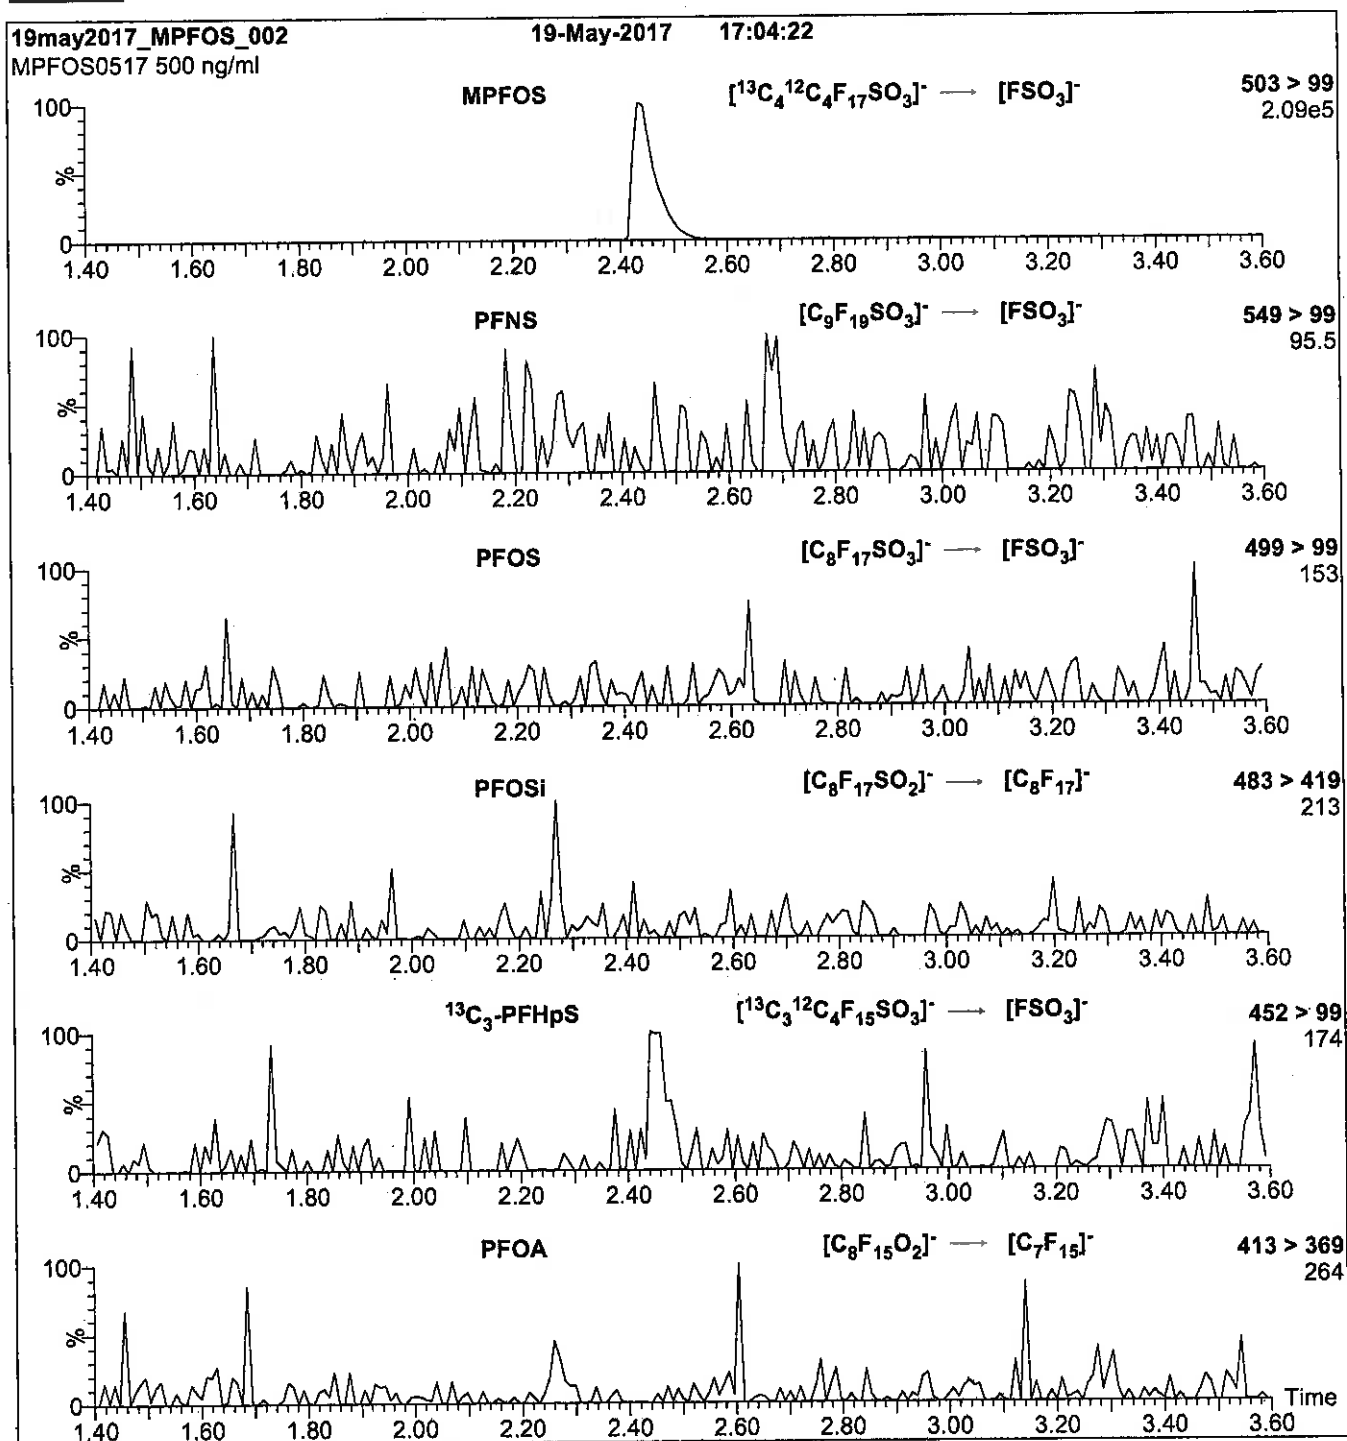 19may2017_MPFOS_002 19-May-2017 17:04:22
MPFOS0517 500 ng/ml
MPFOS [¹³C₄¹²C₄F₁₇SO₃]⁻ → [FSO₃]⁻ 503 > 99
2.09e5
100
%
0
1.40 1.60 1.80 2.00 2.20 2.40 2.60 2.80 3.00 3.20 3.40 3.60
PFNS [C₉F₁₉SO₃]⁻ → [FSO₃]⁻ 549 > 99
95.5
100
%
0
1.40 1.60 1.80 2.00 2.20 2.40 2.60 2.80 3.00 3.20 3.40 3.60
PFOS [C₈F₁₇SO₃]⁻ → [FSO₃]⁻ 499 > 99
153
100
%
0
1.40 1.60 1.80 2.00 2.20 2.40 2.60 2.80 3.00 3.20 3.40 3.60
PFOSi [C₈F₁₇SO₂]⁻ → [C₈F₁₇]⁻ 483 > 419
213
100
%
0
1.40 1.60 1.80 2.00 2.20 2.40 2.60 2.80 3.00 3.20 3.40 3.60
¹³C₃-PFHpS [¹³C₃¹²C₄F₁₅SO₃]⁻ → [FSO₃]⁻ 452 > 99
174
100
%
0
1.40 1.60 1.80 2.00 2.20 2.40 2.60 2.80 3.00 3.20 3.40 3.60
PFOA [C₈F₁₅O₂]⁻ → [C₇F₁₅]⁻ 413 > 369
264
100
%
0 Time
1.40 1.60 1.80 2.00 2.20 2.40 2.60 2.80 3.00 3.20 3.40 3.60